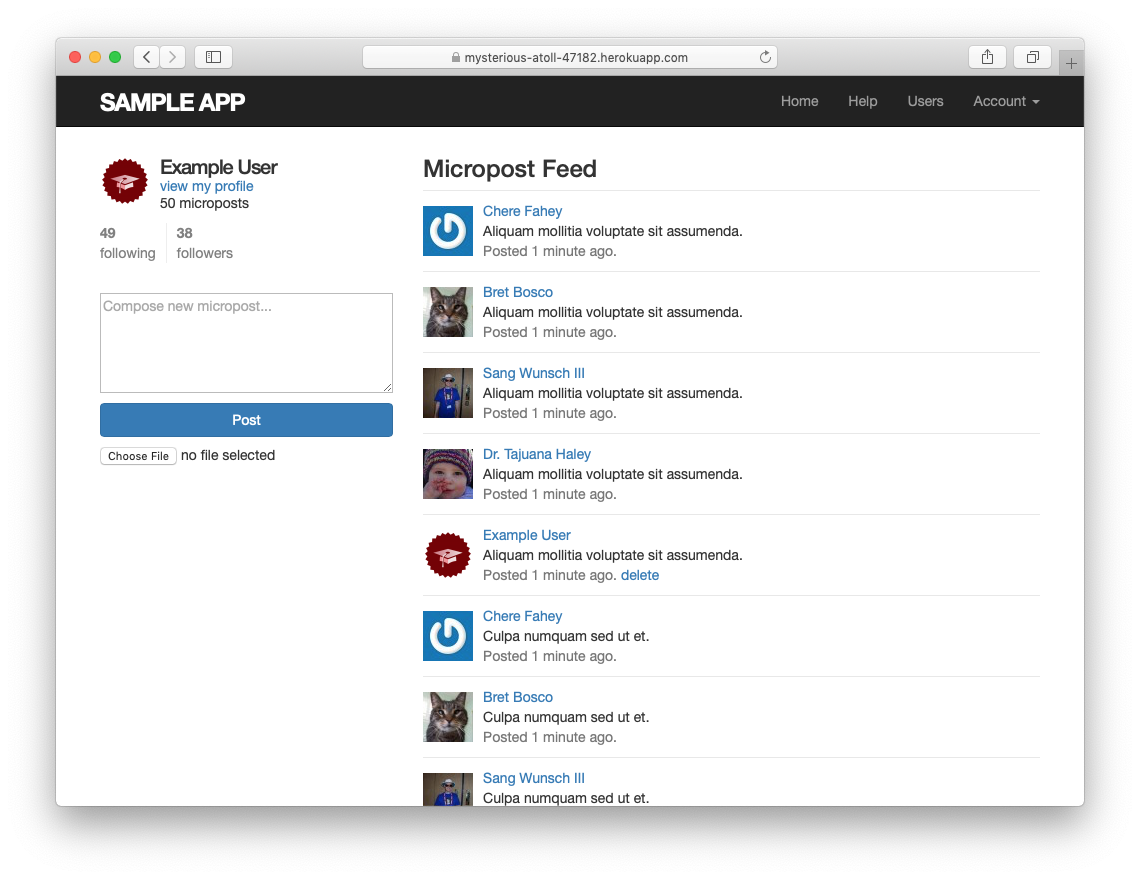 mysterious-atoll-47182.herokuapp.com
SAMPLE APP
Home Help Users Account
Example User
view my profile
50 microposts
49 38
following followers
Compose new micropost...
Post
Choose File no file selected
Micropost Feed
Chere Fahey
Aliquam mollitia voluptate sit assumenda.
Posted 1 minute ago.
Bret Bosco
Aliquam mollitia voluptate sit assumenda.
Posted 1 minute ago.
Sang Wunsch III
Aliquam mollitia voluptate sit assumenda.
Posted 1 minute ago.
Dr. Tajuana Haley
Aliquam mollitia voluptate sit assumenda.
Posted 1 minute ago.
Example User
Aliquam mollitia voluptate sit assumenda.
Posted 1 minute ago. delete
Chere Fahey
Culpa numquam sed ut et.
Posted 1 minute ago.
Bret Bosco
Culpa numquam sed ut et.
Posted 1 minute ago.
Sang Wunsch III
Culpa numquam sed ut et.